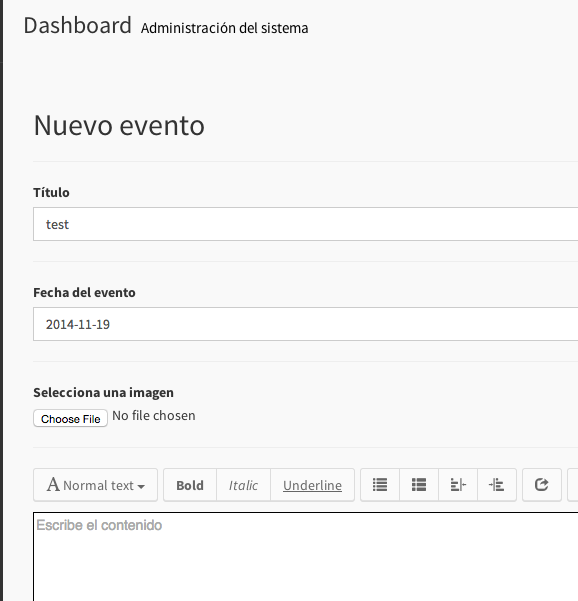 Dashboard Administración del sistema
Nuevo evento
Título
test
Fecha del evento
2014-11-19
Selecciona una imagen
Choose File No file chosen
A Normal text Bold Italic Underline
Escribe el contenido